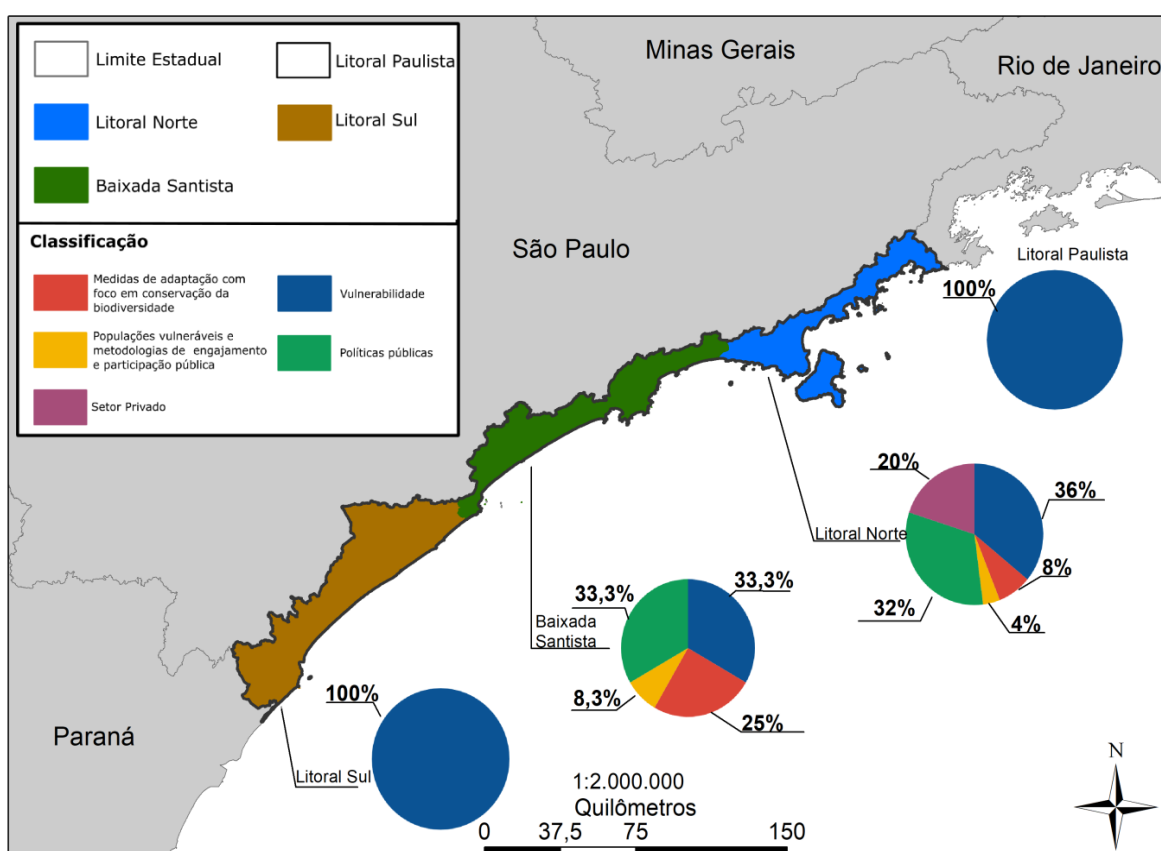 Limite Estadual
Litoral Paulista
Litoral Norte
Litoral Sul
Baixada Santista
Classificação
Medidas de adaptação com
foco em conservação da
biodiversidade
Vulnerabilidade
Populações vulneráveis e
metodologias de engajamento
e participação pública
Políticas públicas
Setor Privado
Minas Gerais
Rio de Janeiro
São Paulo
Paraná
Litoral Paulista
100%
Litoral Norte
20%
36%
8%
4%
32%
Baixada
Santista
33,3%
33,3%
8,3%
25%
Litoral Sul
100%
1:2.000.000
Quilômetros
0 37,5 75 150
N